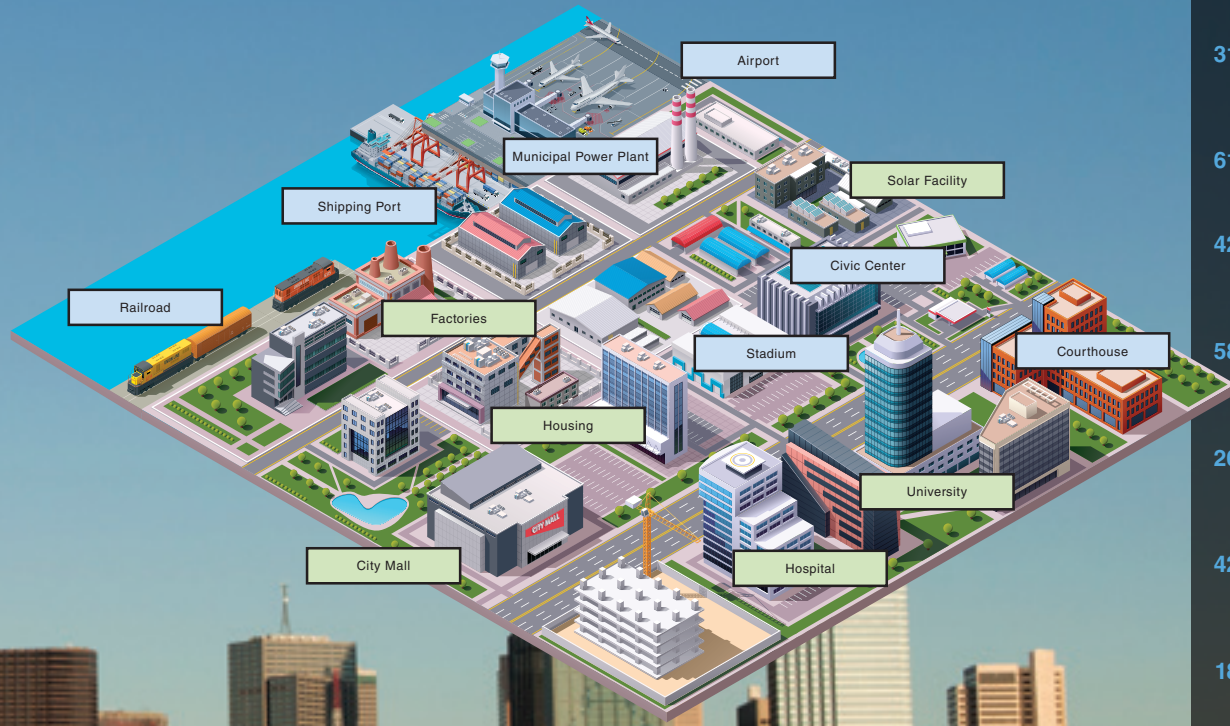 Airport
Municipal Power Plant
Solar Facility
Shipping Port
Civic Center
Railroad
Factories
Stadium
Courthouse
Housing
University
CITY MALL
City Mall
Hospital